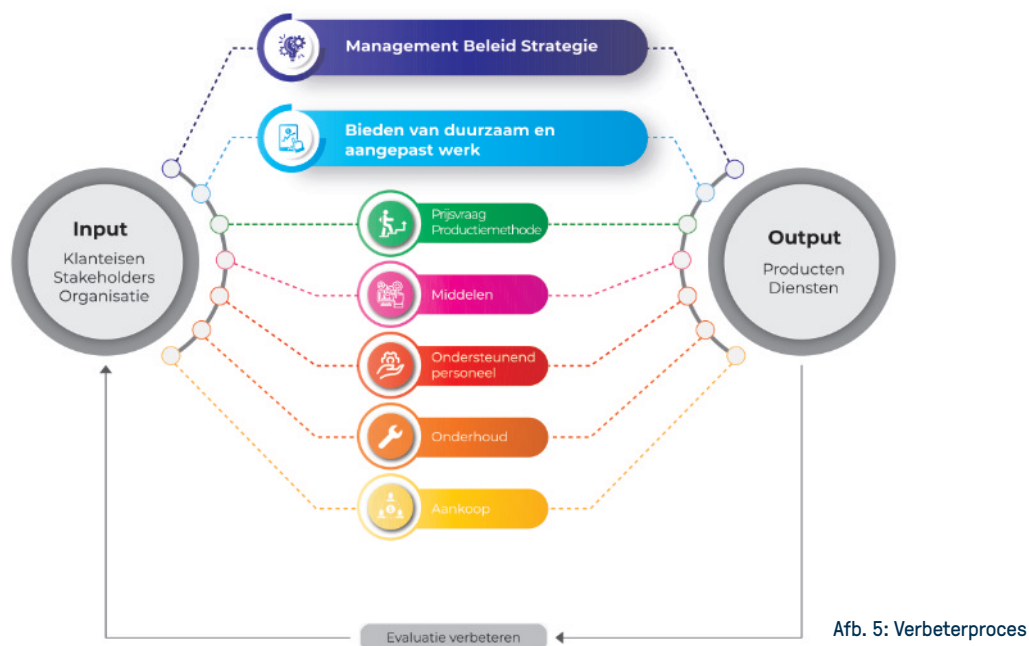 Management Beleid Strategie
Bieden van duurzaam en
aangepast werk
Input
Klanteisen
Stakeholders
Organisatie
Prijsvraag
Productiemethode
Middelen
Ondersteunend
personeel
Onderhoud
Aankoop
Output
Producten
Diensten
Evaluatie verbeteren
Afb. 5: Verbeterproces